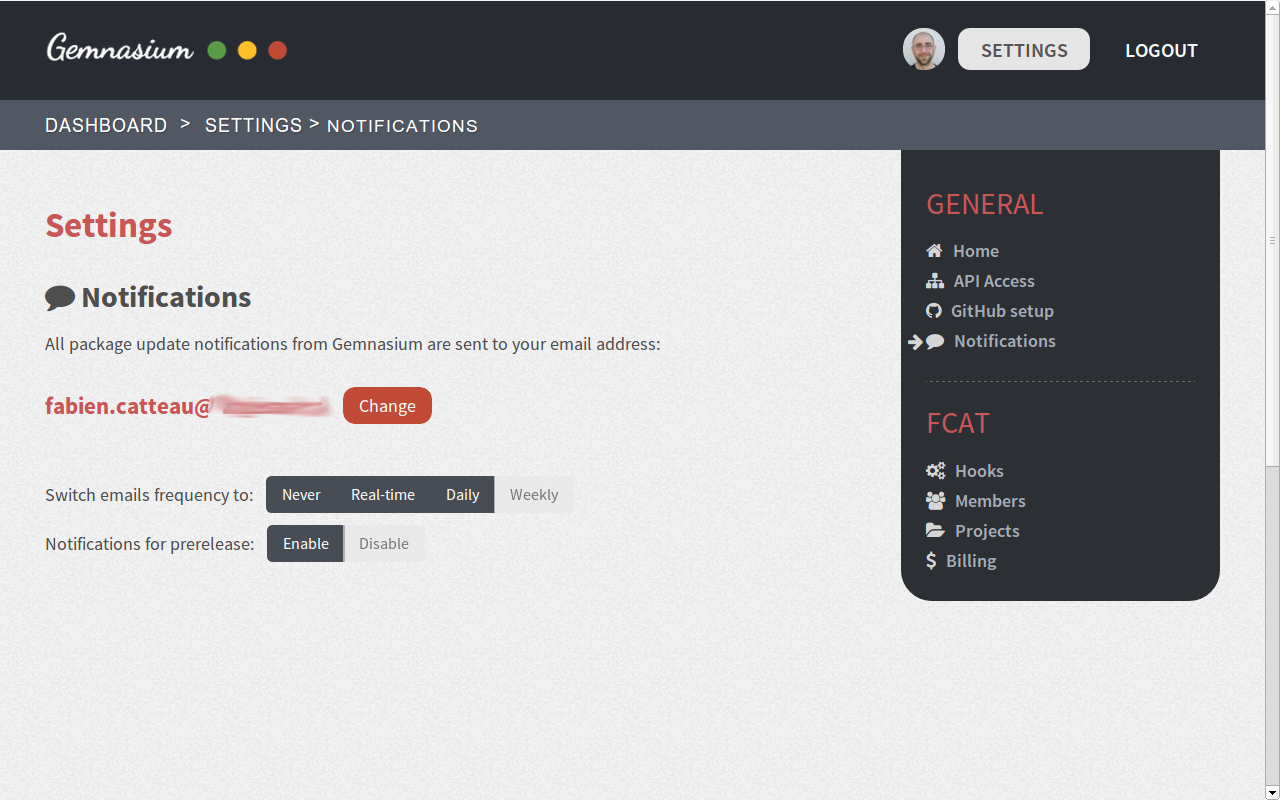 Gemnasium
SETTINGS
LOGOUT
DASHBOARD > SETTINGS > NOTIFICATIONS
Settings
Notifications
All package update notifications from Gemnasium are sent to your email address:
fabien.catteau@
Change
Switch emails frequency to: Never Real-time Daily Weekly
Notifications for prerelease: Enable Disable
GENERAL
Home
API Access
GitHub setup
Notifications
FCAT
Hooks
Members
Projects
Billing